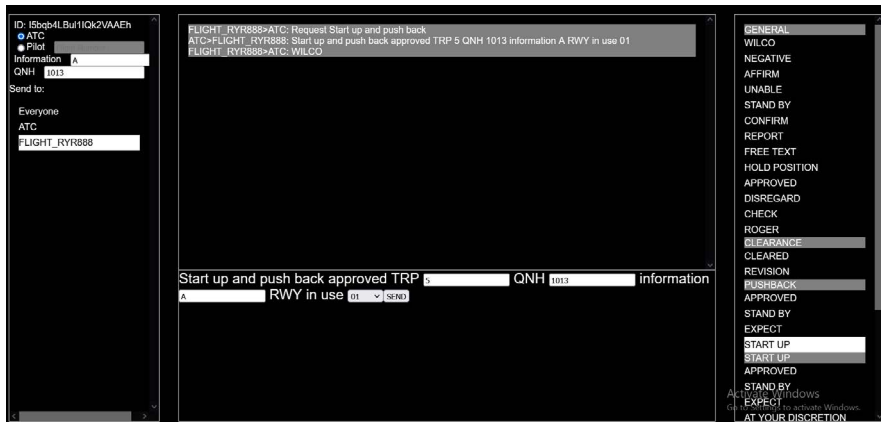 ID: I5bqb4LBul1IQk2VAAEh
ATC
Pilot
Information A
QNH 1013
Send to:
Everyone
ATC
FLIGHT_RYR888
FLIGHT_RYR888>ATC: Request Start up and push back
ATC>FLIGHT_RYR888: Start up and push back approved TRP 5 QNH 1013 information A RWY in use 01
FLIGHT_RYR888>ATC: WILCO
Start up and push back approved TRP 5 QNH 1013 information
A RWY in use 01 SEND
GENERAL
WILCO
NEGATIVE
AFFIRM
UNABLE
STAND BY
CONFIRM
REPORT
FREE TEXT
HOLD POSITION
APPROVED
DISREGARD
CHECK
ROGER
CLEARANCE
CLEARED
REVISION
PUSHBACK
APPROVED
STAND BY
EXPECT
START UP
START UP
APPROVED
STAND BY
EXPECT
AT YOUR DISCRETION
Activate Windows
Go to Settings to activate Windows.